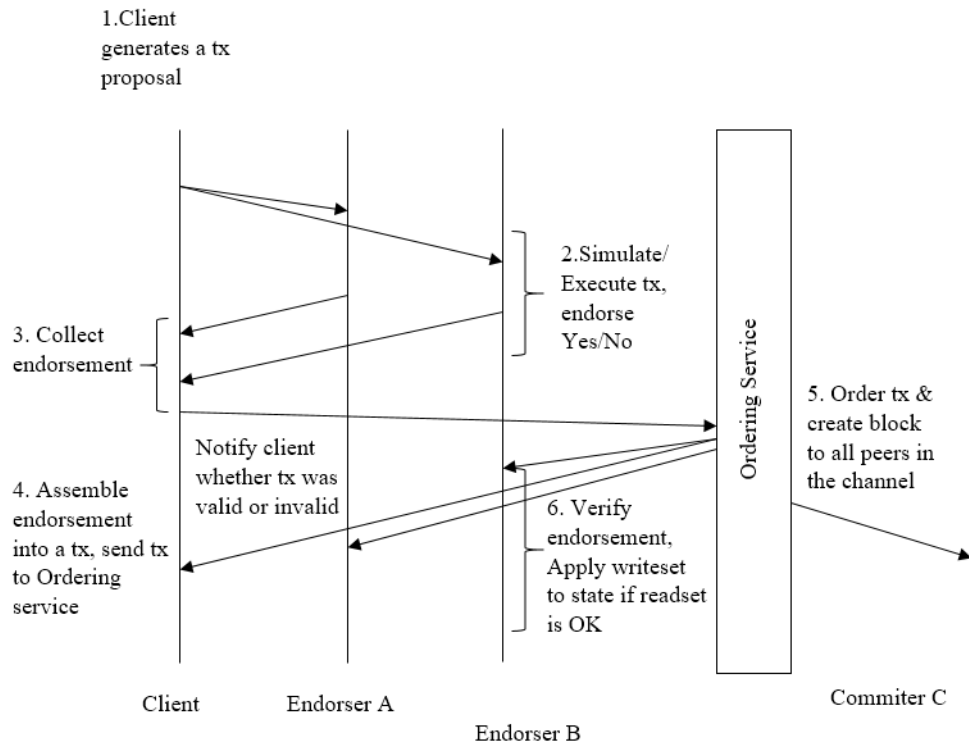 1.Client
generates a tx
proposal
2.Simulate/
Execute tx,
endorse
Yes/No
3. Collect
endorsement
Ordering Service
5. Order tx &
create block
to all peers in
the channel
Notify client
whether tx was
valid or invalid
4. Assemble
endorsement
into a tx, send tx
to Ordering
service
6. Verify
endorsement,
Apply writeset
to state if readset
is OK
Client
Endorser A
Endorser B
Commiter C